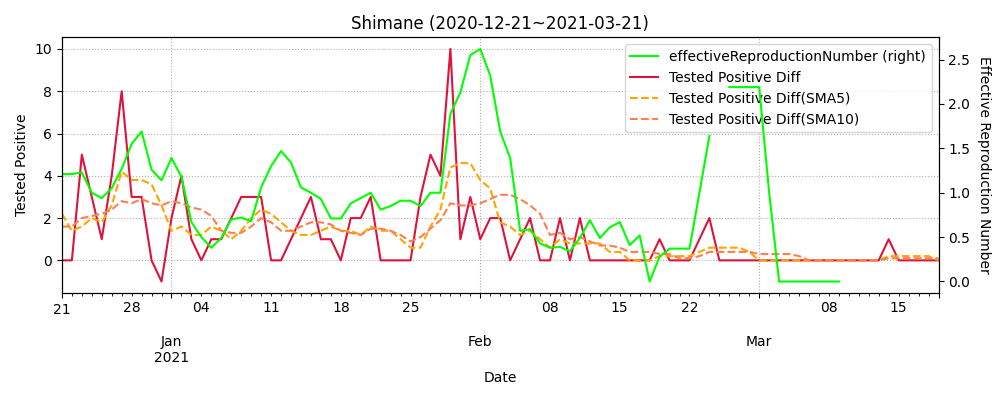 Shimane (2020-12-21~2021-03-21)
effectiveReproductionNumber (right)
Tested Positive Diff
Tested Positive Diff(SMA5)
Tested Positive Diff(SMA10)
Tested Positive
10
8
6
4
2
0
2.5
2.0
1.5
1.0
0.5
0.0
Effective Reproduction Number
21 28 04 11 18 25 08 15 22 08 15
Jan Feb Mar
2021
Date